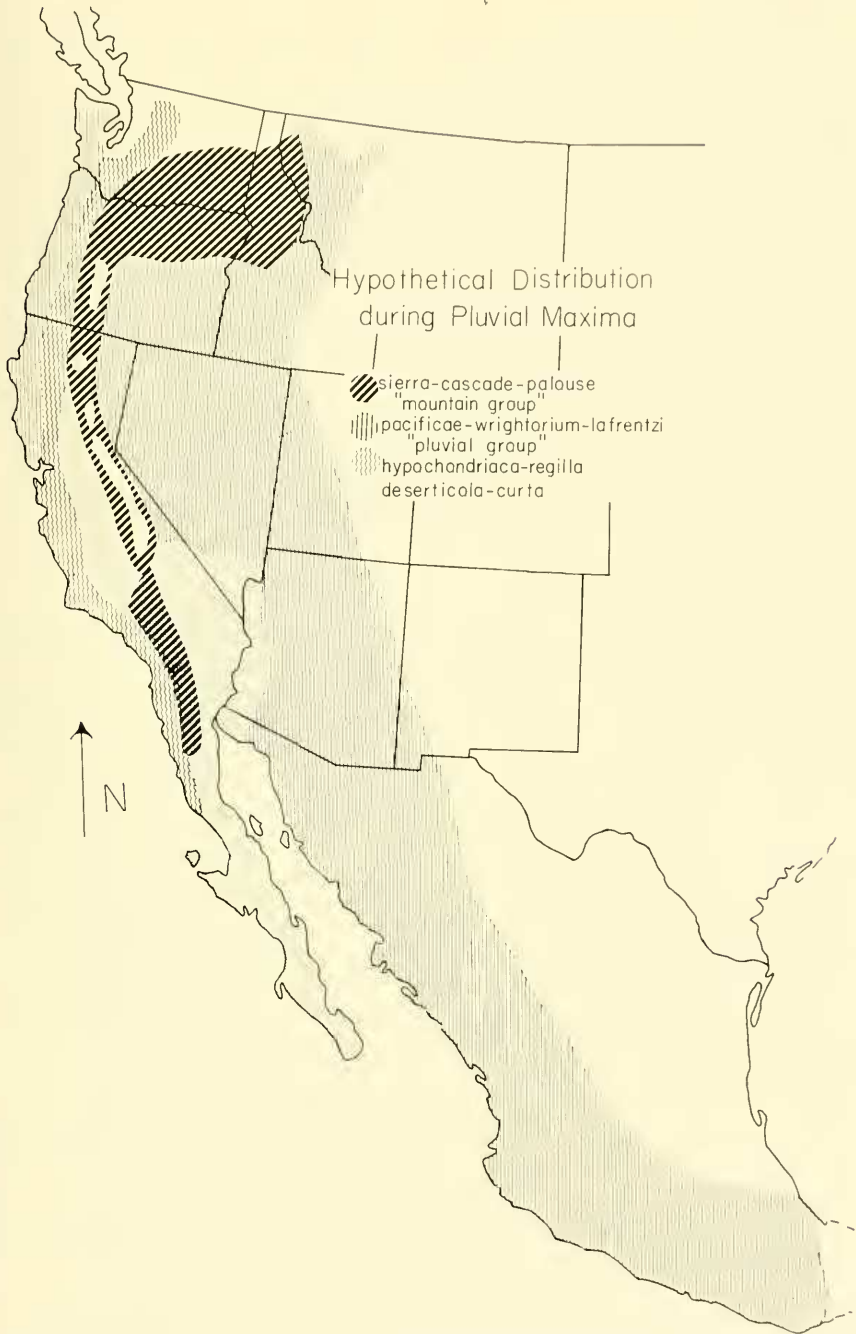 Hypothetical Distribution
during Pluvial Maxima
sierra-cascade-palouse
"mountain group"
pacificae-wrightorium-lafrentzi
"pluvial group"
hypochondriaca-regilla
deserticola-curta
N